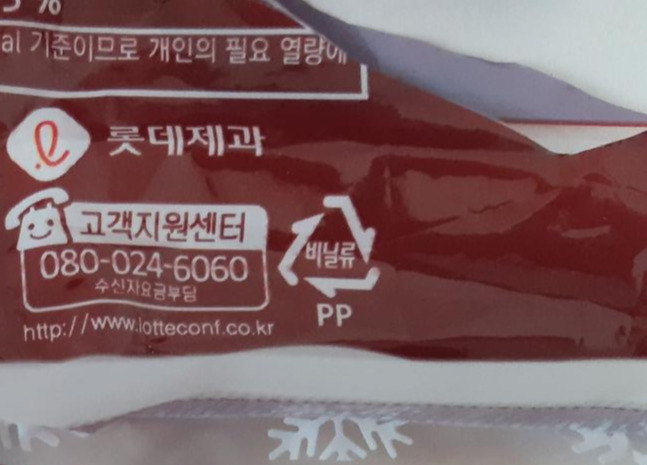 5 %
al 기준이므로 개인의 필요 열량에
롯데제과
고객지원센터
080-024-6060
수신자요금부담
http://www.lotteconf.co.kr
비닐류
PP